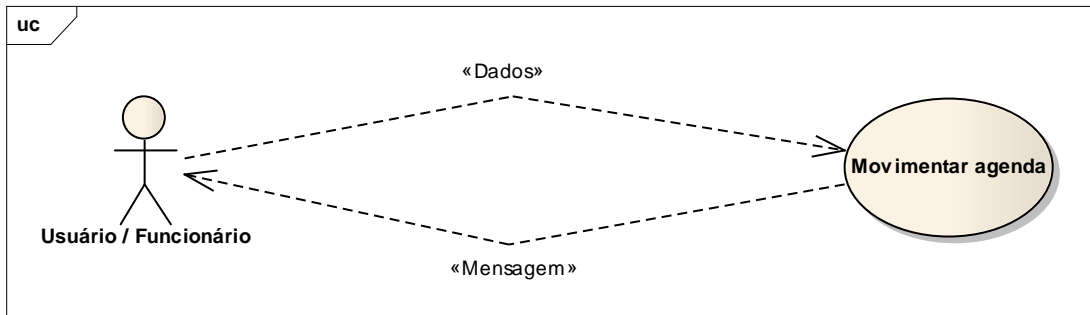 uc
«Dados»
Movimentar agenda
Usuário / Funcionário
«Mensagem»